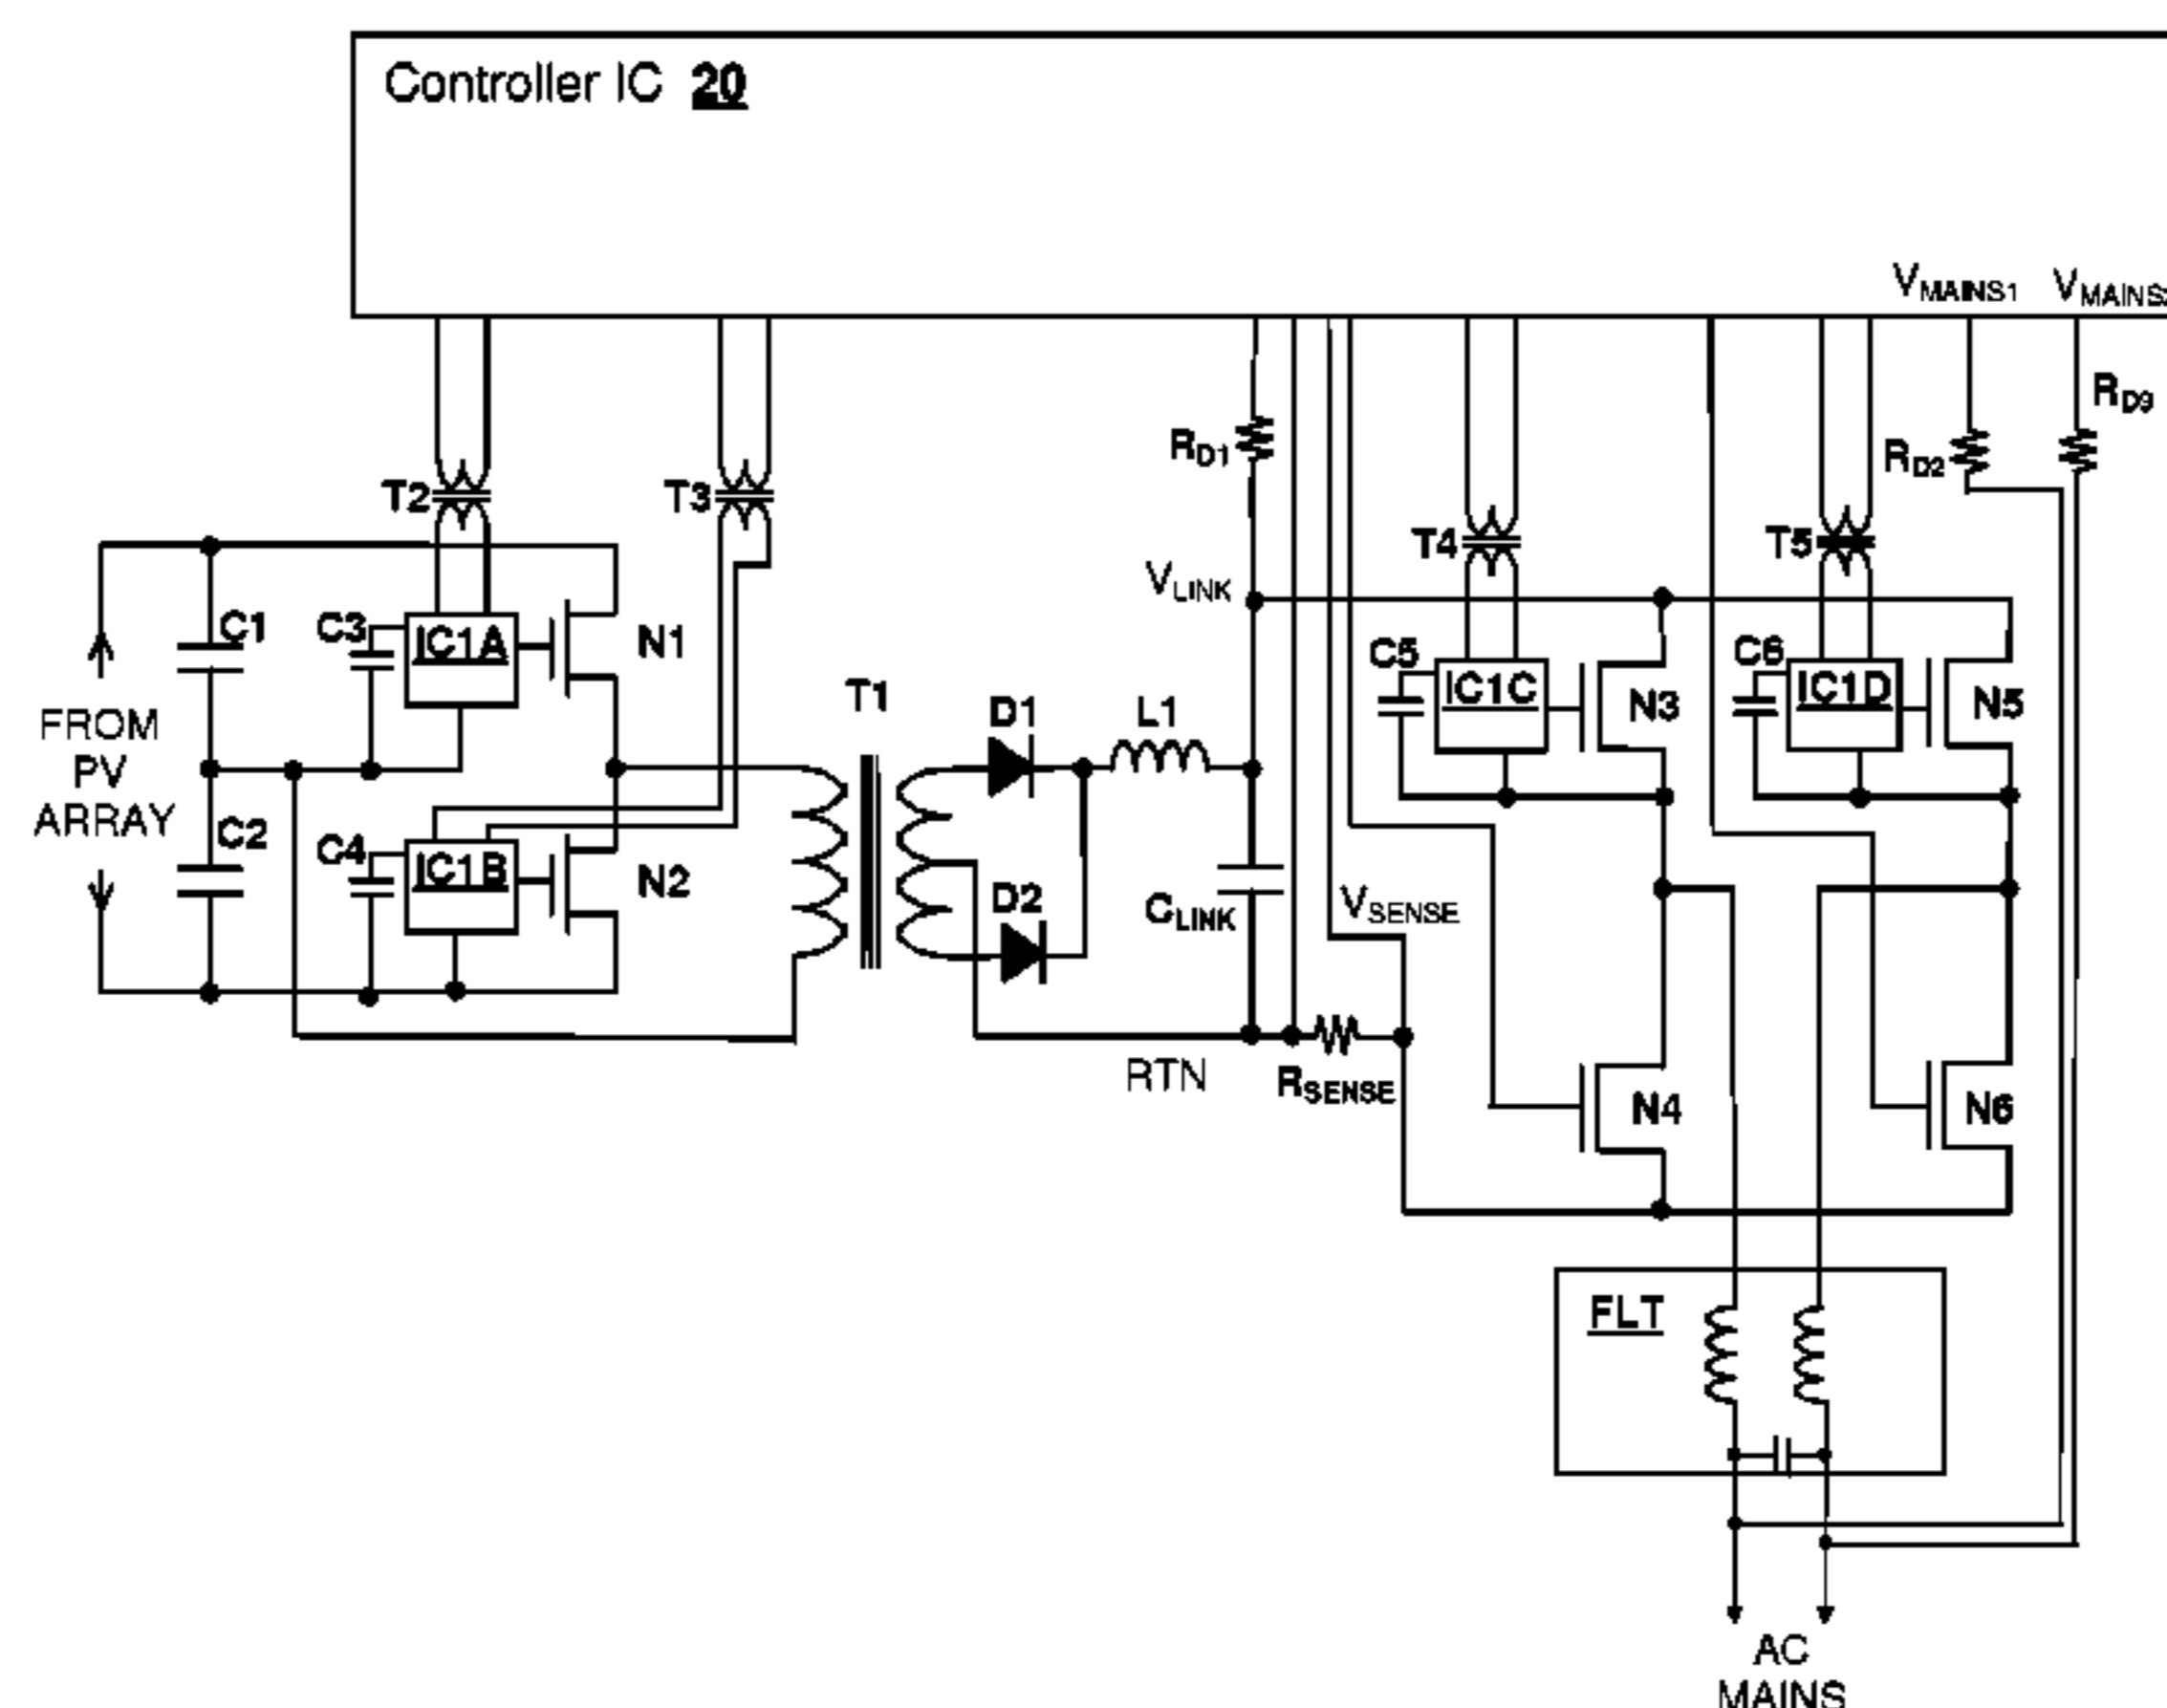 Controller IC 20
VMAINS1 VMAINS
RD9
RD1
RD2
T2 T3
T4 T5
VLINK
C1 C3 IC1A N1
C5 IC1C N3 C6 IC1D N5
T1 D1 L1
FROM
PV
ARRAY
C2 C4 IC1B N2
D2
CLINK
VSENSE
RTN
RSENSE
N4 N6
FLT
AC
MAINS